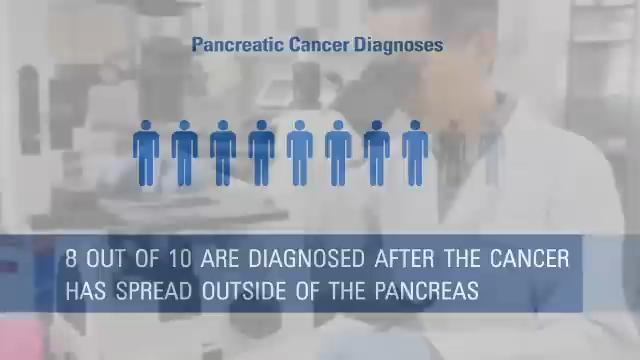 Pancreatic Cancer Diagnoses
8 OUT OF 10 ARE DIAGNOSED AFTER THE CANCER
HAS SPREAD OUTSIDE OF THE PANCREAS